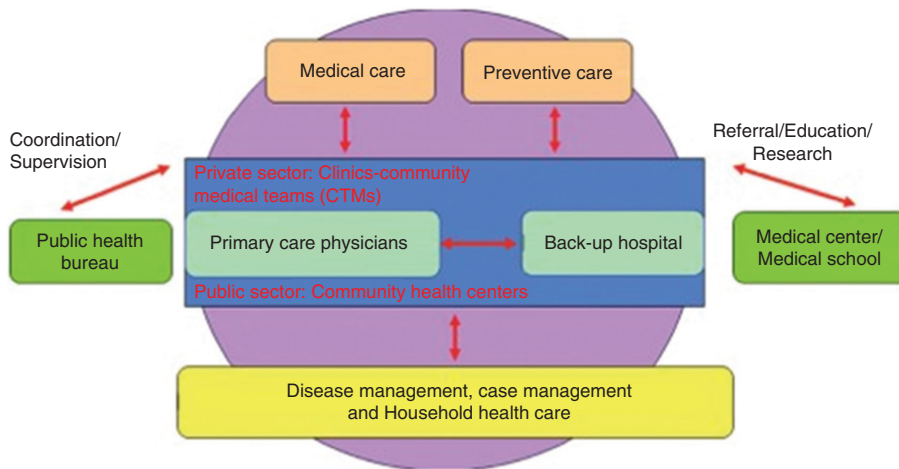 Medical care
Preventive care
Coordination/
Supervision
Referral/Education/
Research
Private sector: Clinics-community
medical teams (CTMs)
Public health
bureau
Primary care physicians
Back-up hospital
Medical center/
Medical school
Public sector: Community health centers
Disease management, case management
and Household health care